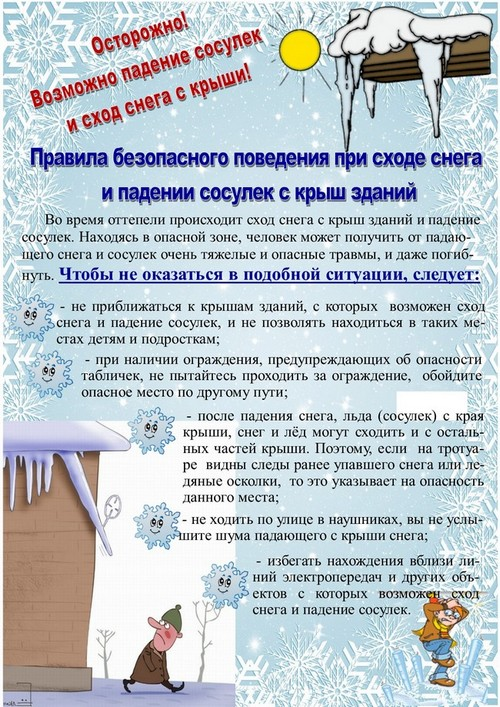 Осторожно!
Возможно падение сосулек
и сход снега с крыши!
Правила безопасного поведения при сходе снега
и падении сосулек с крыш зданий
Во время оттепели происходит сход снега с крыш зданий и падение
сосулек. Находясь в опасной зоне, человек может получить от падаю-
щего снега и сосулек очень тяжелые и опасные травмы, и даже погиб-
нуть. Чтобы не оказаться в подобной ситуации, следует:
- не приближаться к крышам зданий, с которых возможен сход
снега и падение сосулек, и не позволять находиться в таких ме-
стах детям и подросткам;
- при наличии ограждения, предупреждающих об опасности
табличек, не пытайтесь проходить за ограждение, обойдите
опасное место по другому пути;
- после падения снега, льда (сосулек) с края
крыши, снег и лёд могут сходить и с осталь-
ных частей крыши. Поэтому, если на тротуа-
ре видны следы ранее упавшего снега или ле-
дяные осколки, то это указывает на опасность
данного места;
- не ходить по улице в наушниках, вы не услы-
шите шума падающего с крыши снега;
- избегать нахождения вблизи ли-
ний электропередач и других объ-
ектов с которых возможен сход
снега и падение сосулек.